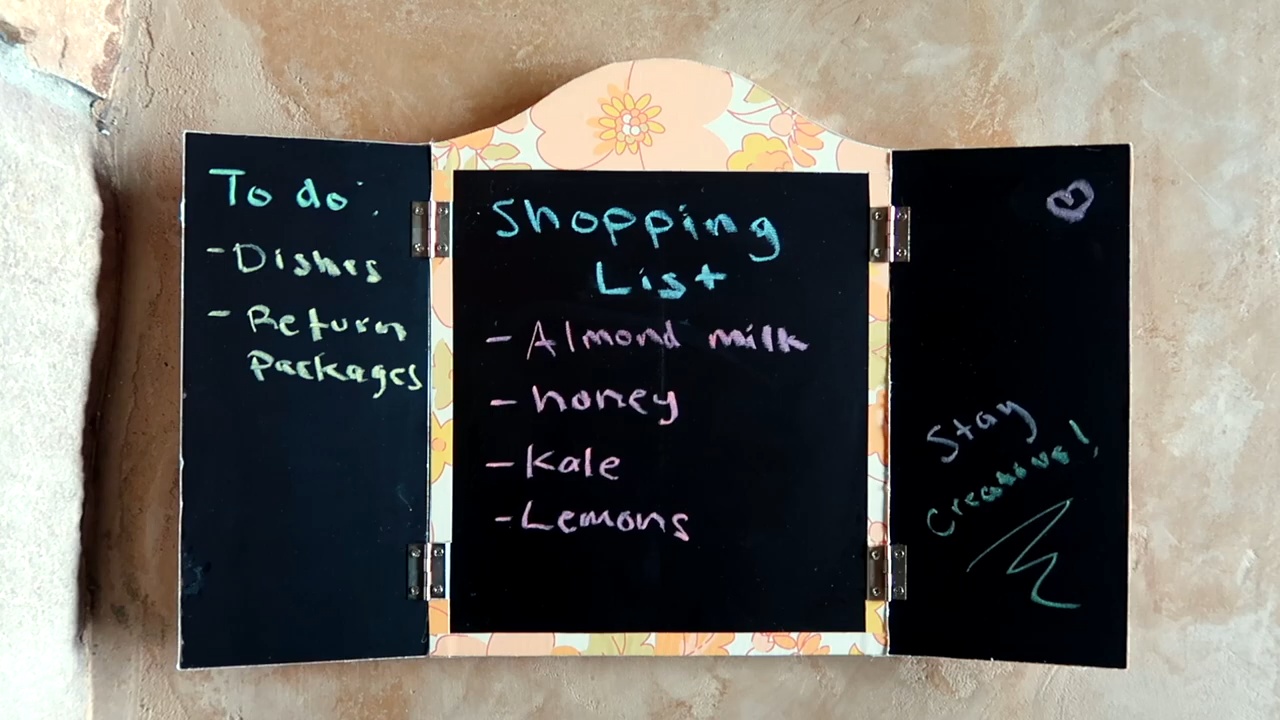 To do:
- Dishes
- Return
Packages
Shopping
List
- Almond milk
- honey
- Kale
- Lemons
Stay
Creative!